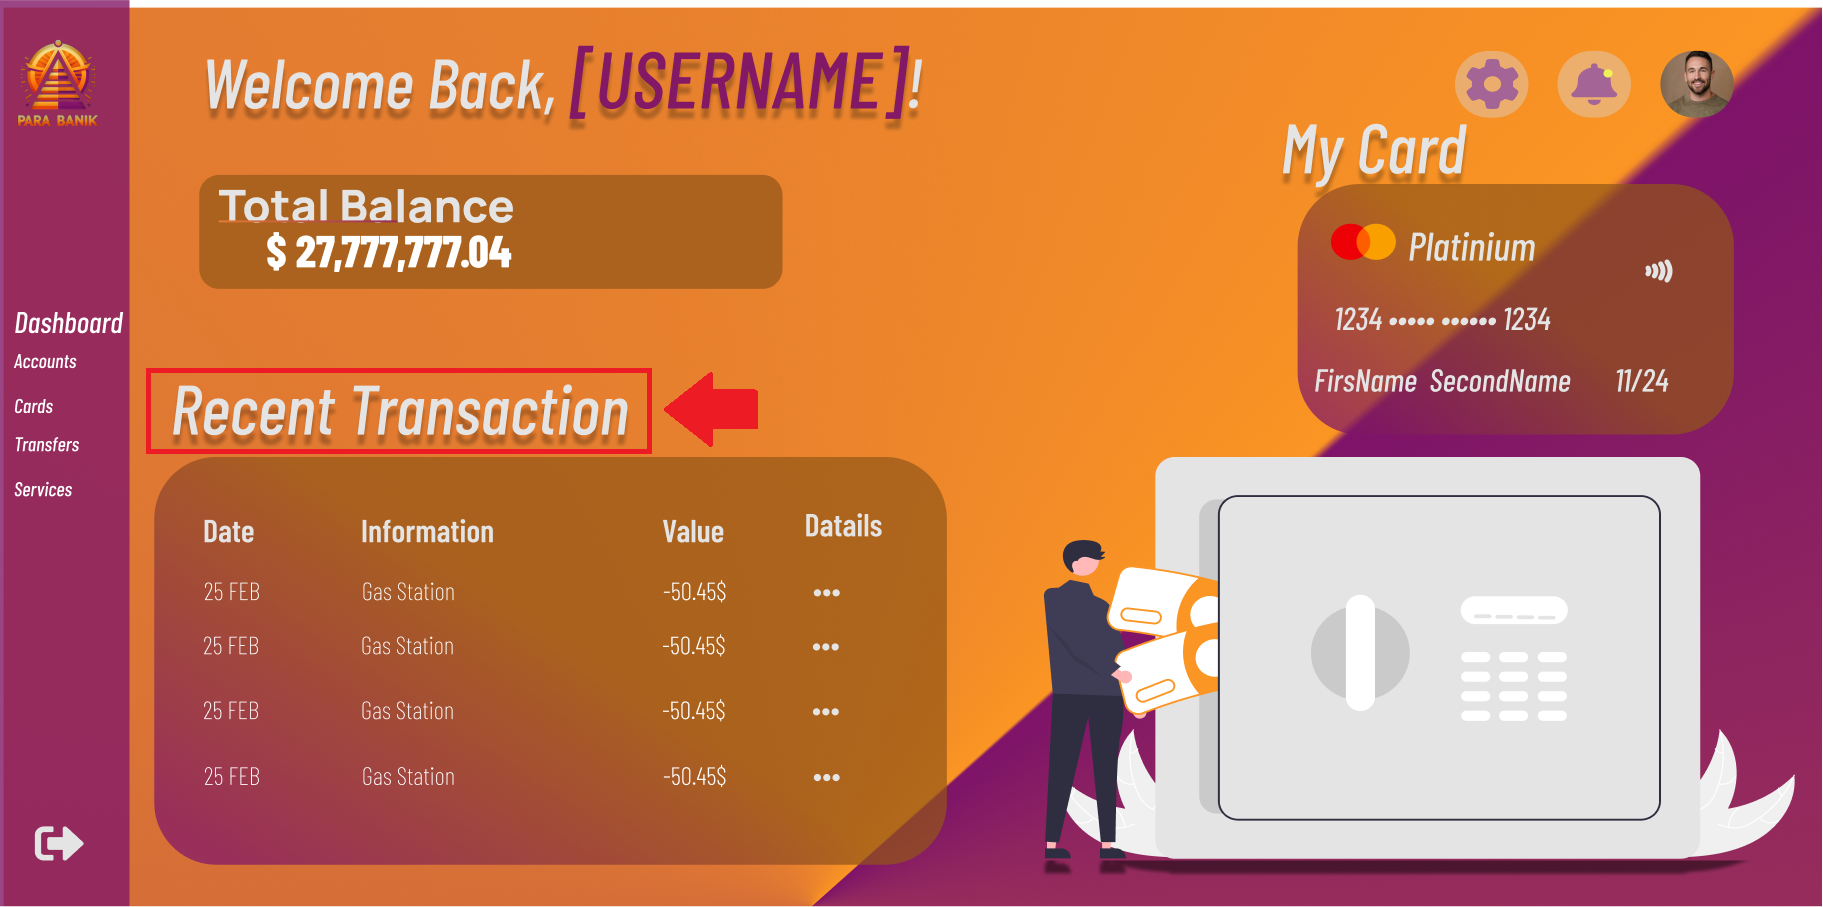 PARA BANIK
Welcome Back, [USERNAME]!
My Card
Total Balance
$ 27,777,777.04
Platinium
1234 ••••• •••••• 1234
FirsName SecondName 11/24
Dashboard
Accounts
Cards
Transfers
Services
Recent Transaction
Date Information Value Datails
25 FEB Gas Station -50.45$ •••
25 FEB Gas Station -50.45$ •••
25 FEB Gas Station -50.45$ •••
25 FEB Gas Station -50.45$ •••